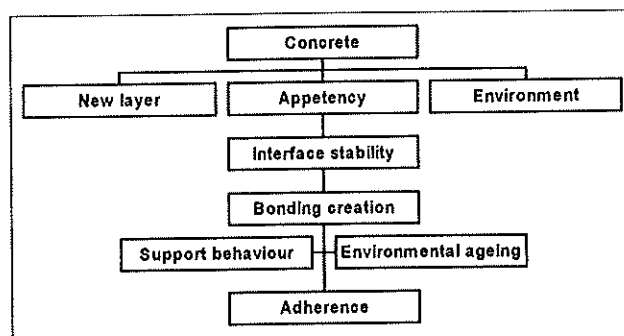 Concrete
New layer
Appetency
Environment
Interface stability
Bonding creation
Support behaviour
Environmental ageing
Adherence